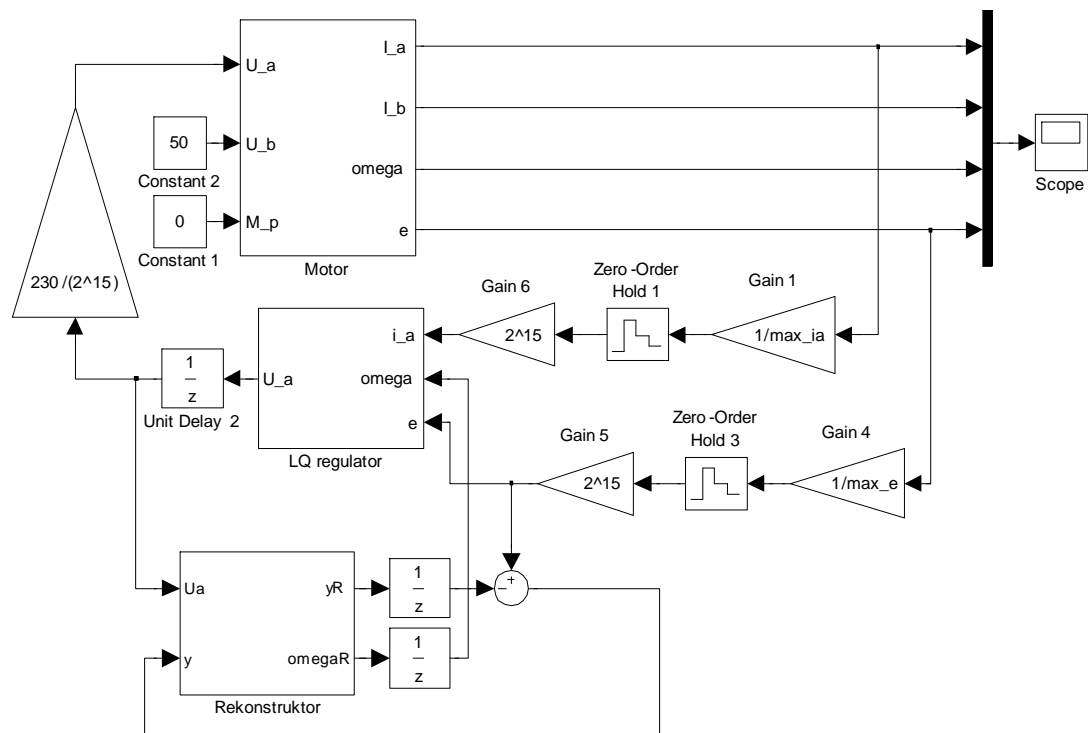 I_a
U_a
I_b
50
U_b
Constant 2
omega
Scope
0
M_p
e
Constant 1
Motor
230 /(2^15)
Gain 6
Zero -Order
Hold 1
Gain 1
i_a
2^15
1/max_ia
1
z
U_a
omega
Unit Delay 2
e
LQ regulator
Gain 5
Zero -Order
Hold 3
Gain 4
2^15
1/max_e
Ua
yR
1
z
− +
y
omegaR
1
z
Rekonstruktor